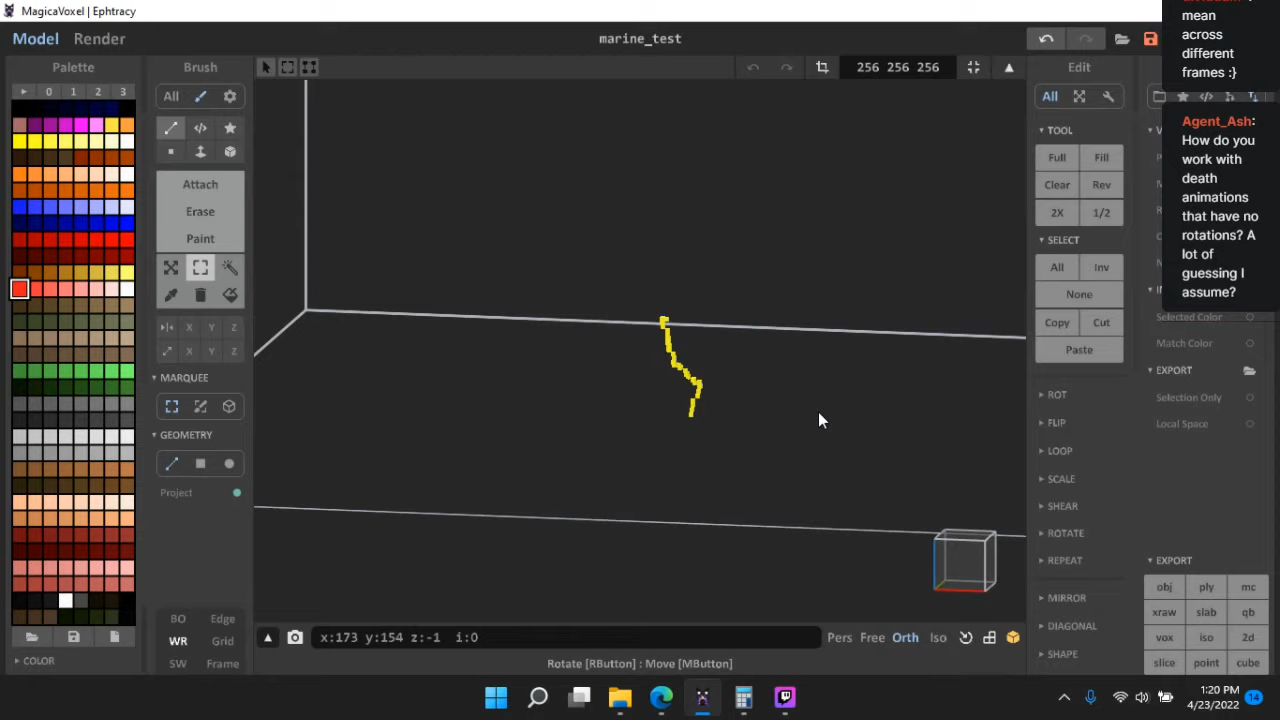 MagicaVoxel | Ephtracy
Model Render
marine_test
Palette
Brush
256 256 256
Edit
mean
across
different
frames :}
0 1 2 3
All
All
Agent_Ash:
How do you
work with
death
animations
that have no
rotations? A
lot of
guessing I
assume?
TOOL
Full Fill
Clear Rev
2X 1/2
Attach
Erase
Paint
SELECT
All Inv
None
Copy Cut
Paste
X Y Z
X Y Z
MARQUEE
GEOMETRY
Project
Selected Color
Match Color
EXPORT
Selection Only
Local Space
ROT
FLIP
LOOP
SCALE
SHEAR
ROTATE
REPEAT
MIRROR
DIAGONAL
SHAPE
EXPORT
obj ply mc
xraw slab qb
vox iso 2d
slice point cube
BO Edge
WR Grid
SW Frame
COLOR
x:173 y:154 z:-1 i:0
Pers Free Orth Iso
Rotate [RButton] : Move [MButton]
1:20 PM
4/23/2022
14